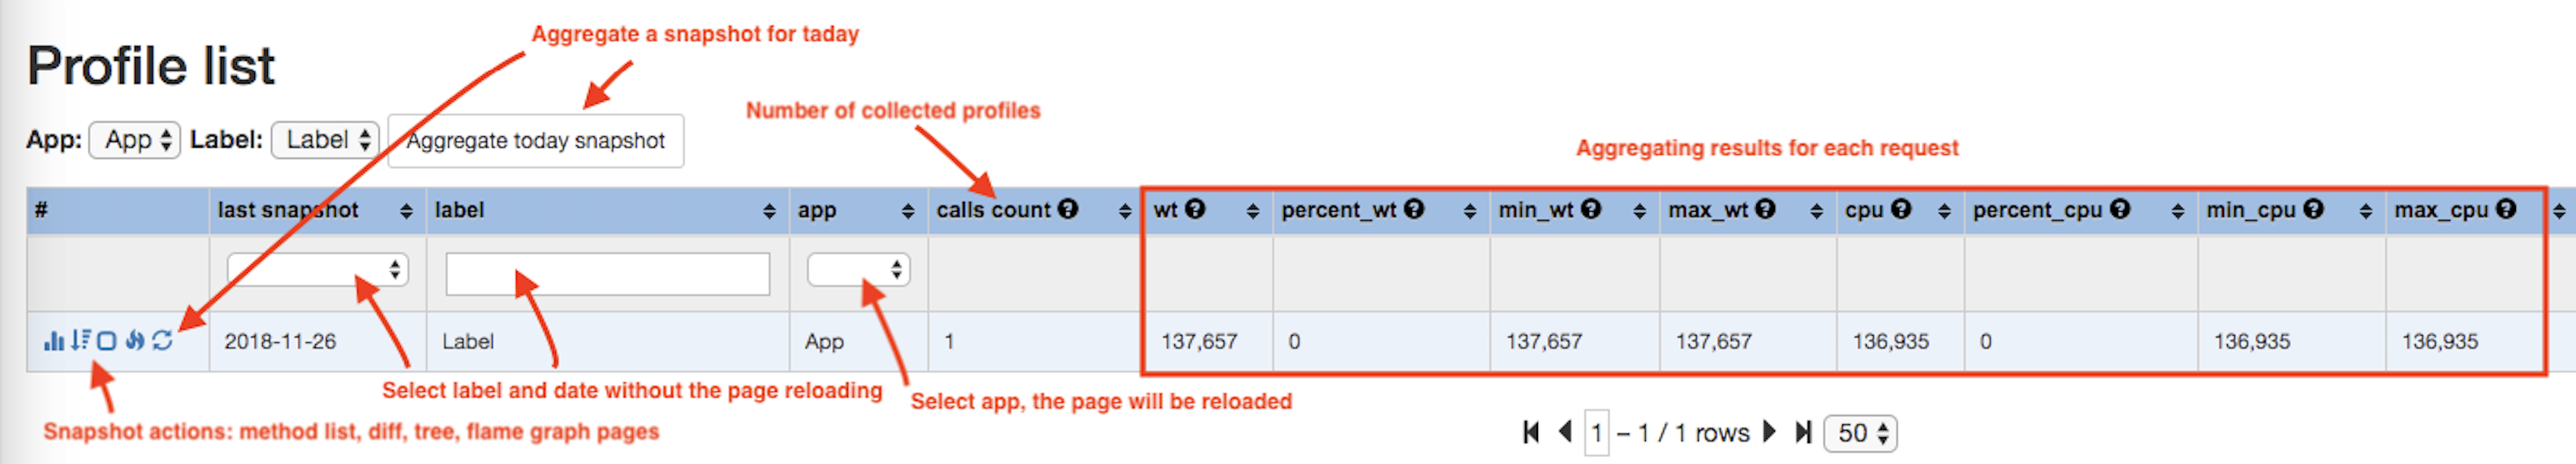 Aggregate a snapshot for taday
Profile list
Number of collected profiles
App: App Label: Label Aggregate today snapshot
Aggregating results for each request
# last snapshot label app calls count wt percent_wt min_wt max_wt cpu percent_cpu min_cpu max_cpu
2018-11-26 Label App 1 137,657 0 137,657 137,657 136,935 0 136,935 136,935
Select label and date without the page reloading
Select app, the page will be reloaded
Snapshot actions: method list, diff, tree, flame graph pages
1 – 1 / 1 rows 50